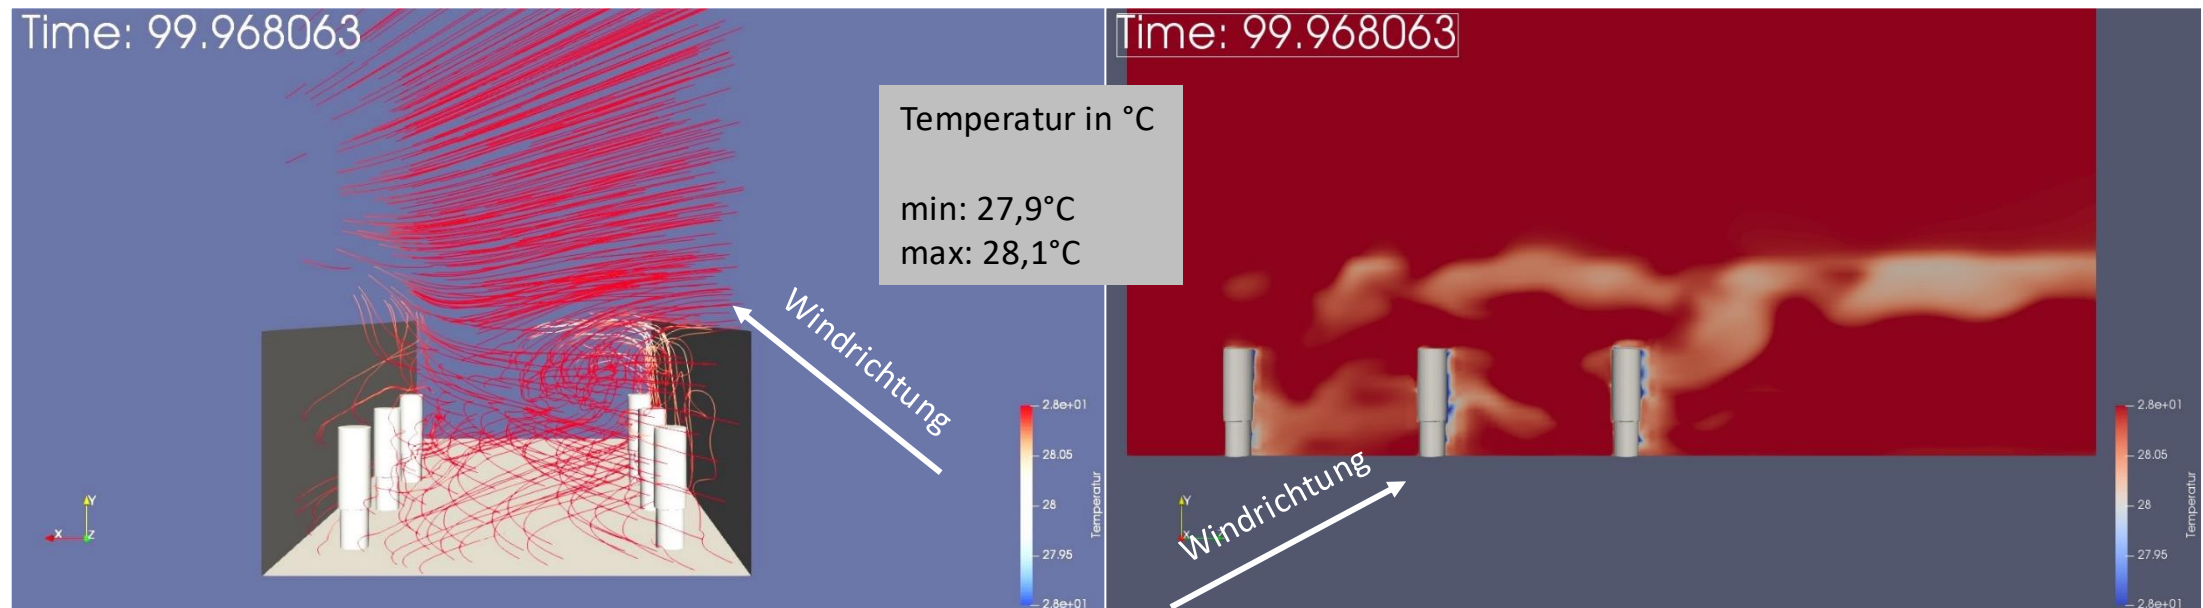 Time: 99.968063
Time: 99.968063
Temperatur in °C
min: 27,9°C
max: 28,1°C
Windrichtung
2.8e+01
28.05
28
27.95
2.8e+01
Temperatur
Y
X
Z
Windrichtung
Y
X
2.8e+01
28.05
28
27.95
2.8e+01
Temperatur